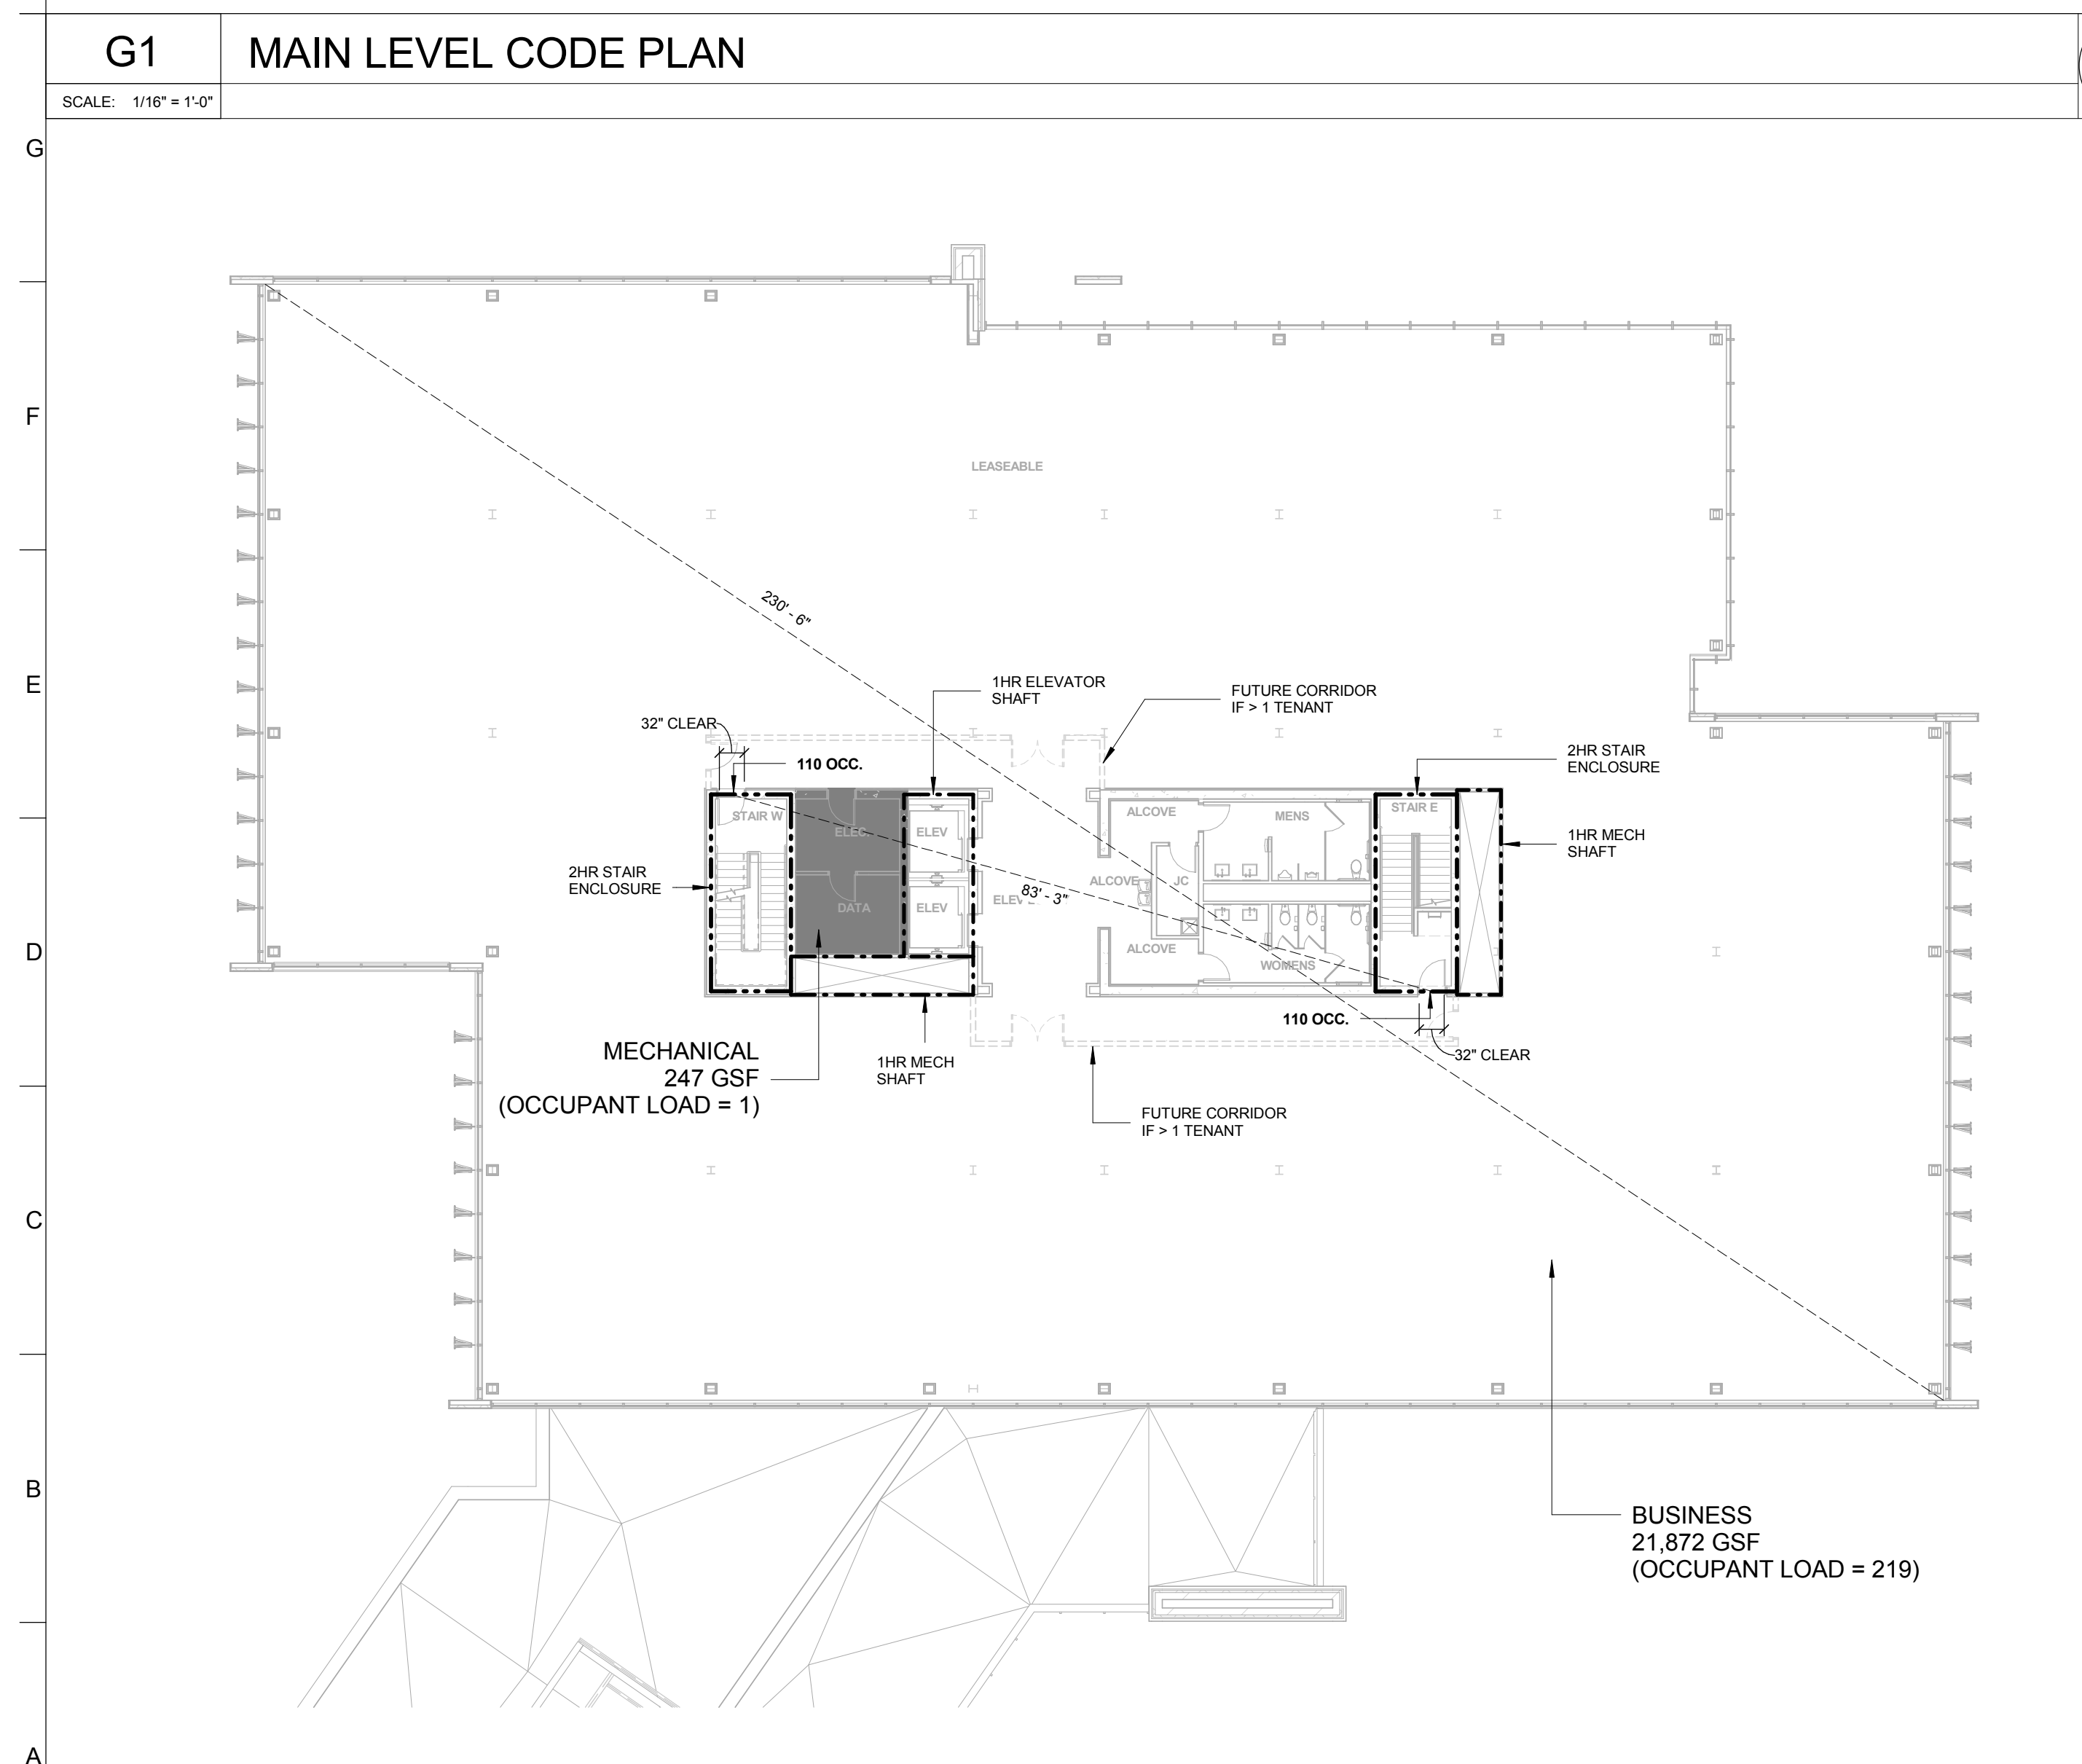 G1
MAIN LEVEL CODE PLAN
SCALE: 1/16" = 1'-0"
G
F
LEASEABLE
230' - 6"
E
1HR ELEVATOR
SHAFT
FUTURE CORRIDOR
IF > 1 TENANT
32" CLEAR
110 OCC.
2HR STAIR
ENCLOSURE
STAIR W
ELEC
ELEV
ALCOVE
MENS
STAIR E
1HR MECH
SHAFT
2HR STAIR
ENCLOSURE
DATA
ELEV
ELEV
83' - 3"
ALCOVE
JC
D
ALCOVE
WOMENS
110 OCC.
32" CLEAR
MECHANICAL
247 GSF
(OCCUPANT LOAD = 1)
1HR MECH
SHAFT
FUTURE CORRIDOR
IF > 1 TENANT
C
B
BUSINESS
21,872 GSF
(OCCUPANT LOAD = 219)
A